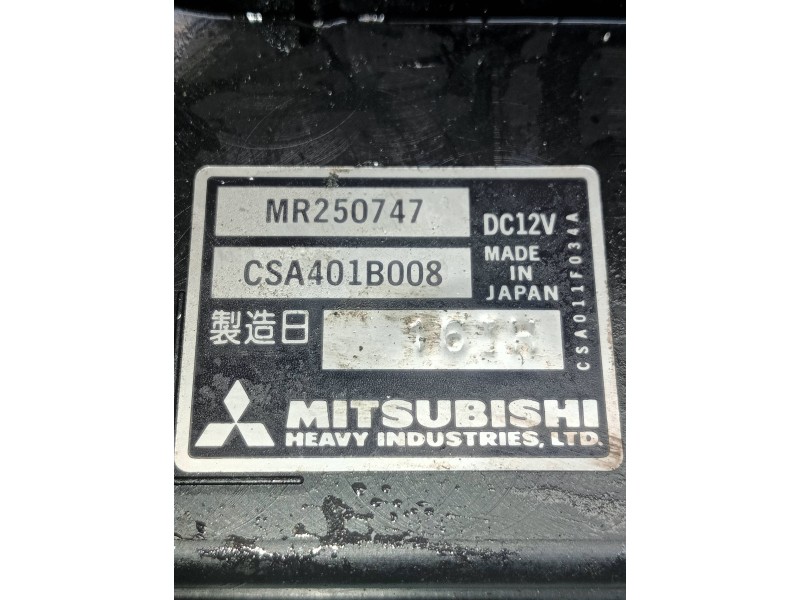 MR250747
DC12V
CSA401B008
MADE
IN
JAPAN
製造日
CSA011F034A
MITSUBISHI
HEAVY INDUSTRIES, LTD.